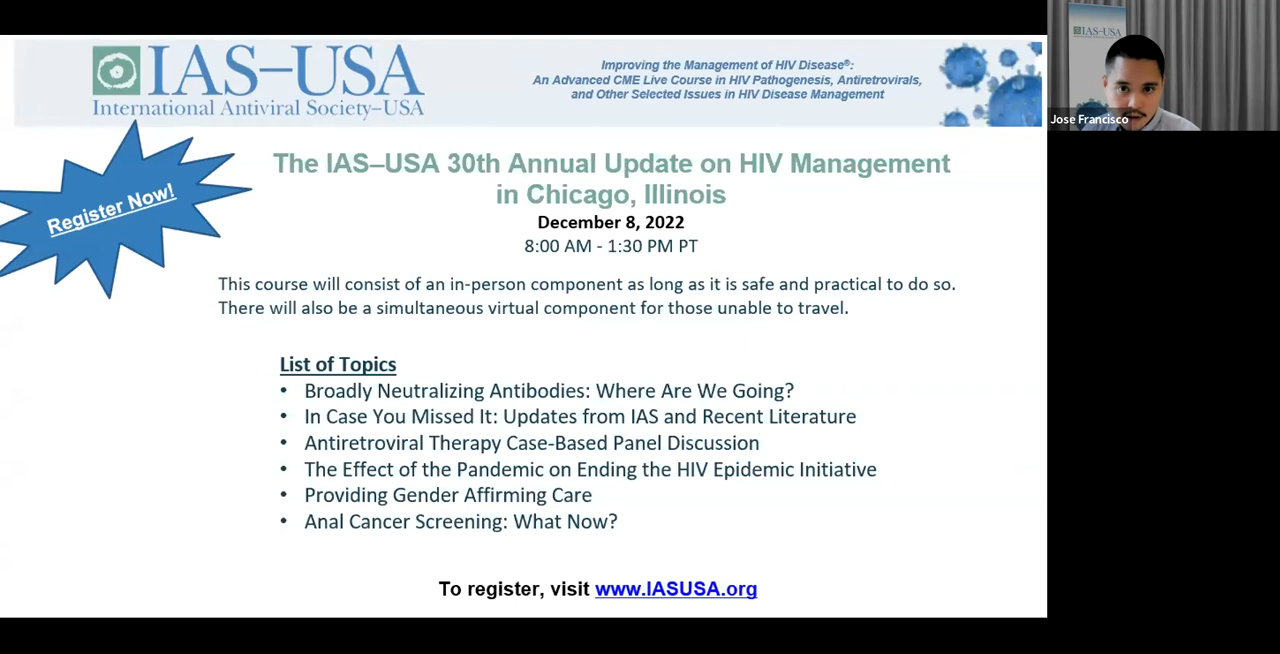 IAS–USA
International Antiviral Society–USA
Improving the Management of HIV Disease®:
An Advanced CME Live Course in HIV Pathogenesis, Antiretrovirals,
and Other Selected Issues in HIV Disease Management
IAS–USA
Jose Francisco
Register Now!
The IAS–USA 30th Annual Update on HIV Management
in Chicago, Illinois
December 8, 2022
8:00 AM - 1:30 PM PT
This course will consist of an in-person component as long as it is safe and practical to do so.
There will also be a simultaneous virtual component for those unable to travel.
List of Topics
• Broadly Neutralizing Antibodies: Where Are We Going?
• In Case You Missed It: Updates from IAS and Recent Literature
• Antiretroviral Therapy Case-Based Panel Discussion
• The Effect of the Pandemic on Ending the HIV Epidemic Initiative
• Providing Gender Affirming Care
• Anal Cancer Screening: What Now?
To register, visit www.IASUSA.org